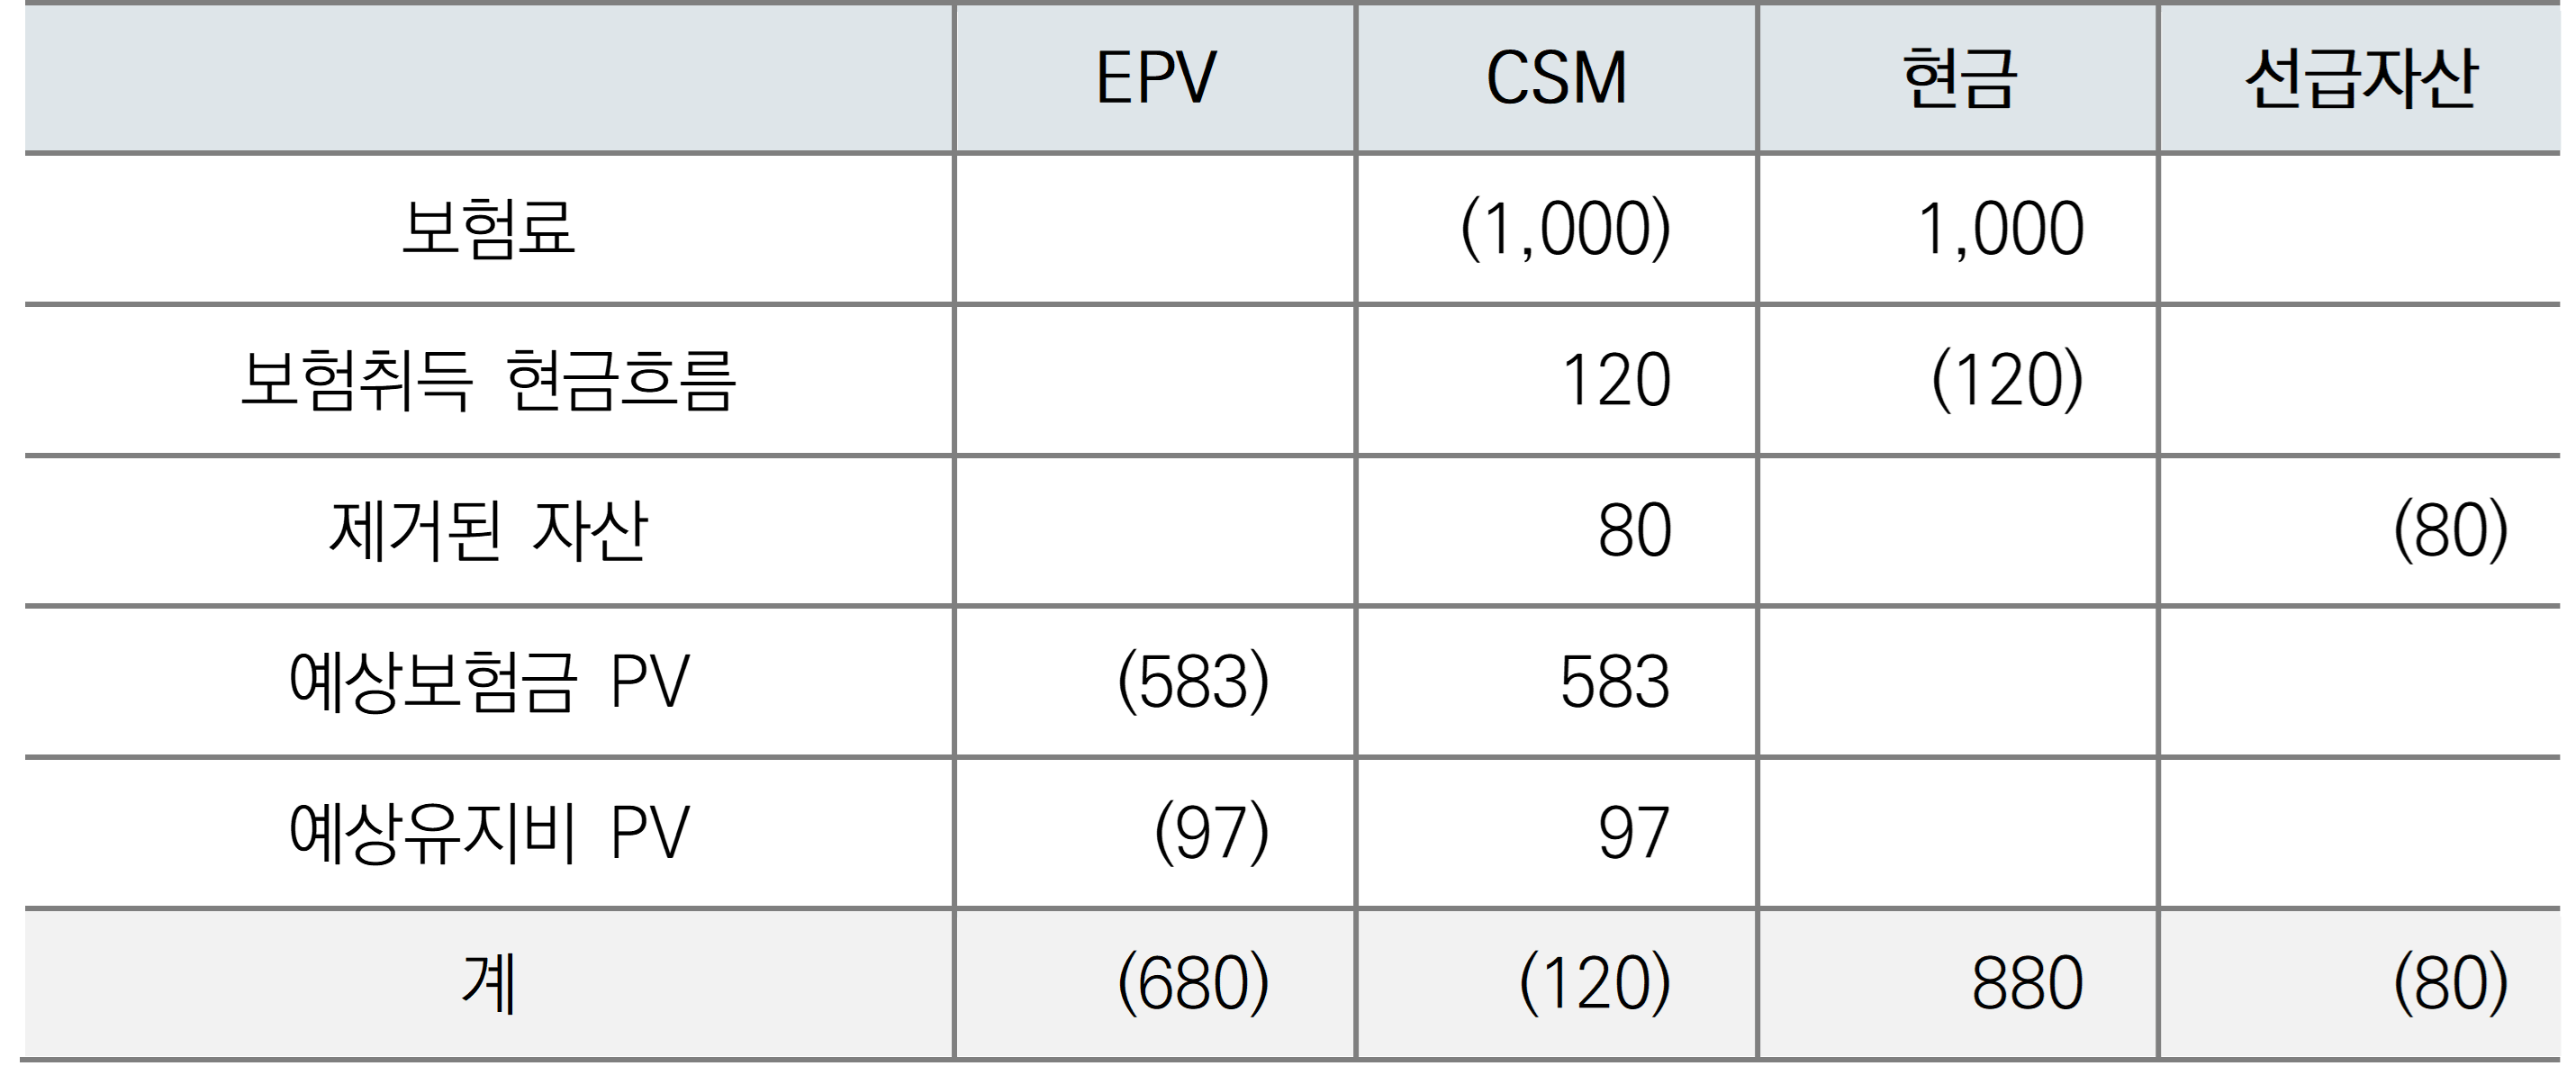 EPV CSM 현금 선급자산
보험료 (1,000) 1,000
보험취득 현금흐름 120 (120)
제거된 자산 80 (80)
예상보험금 PV (583) 583
예상유지비 PV (97) 97
계 (680) (120) 880 (80)